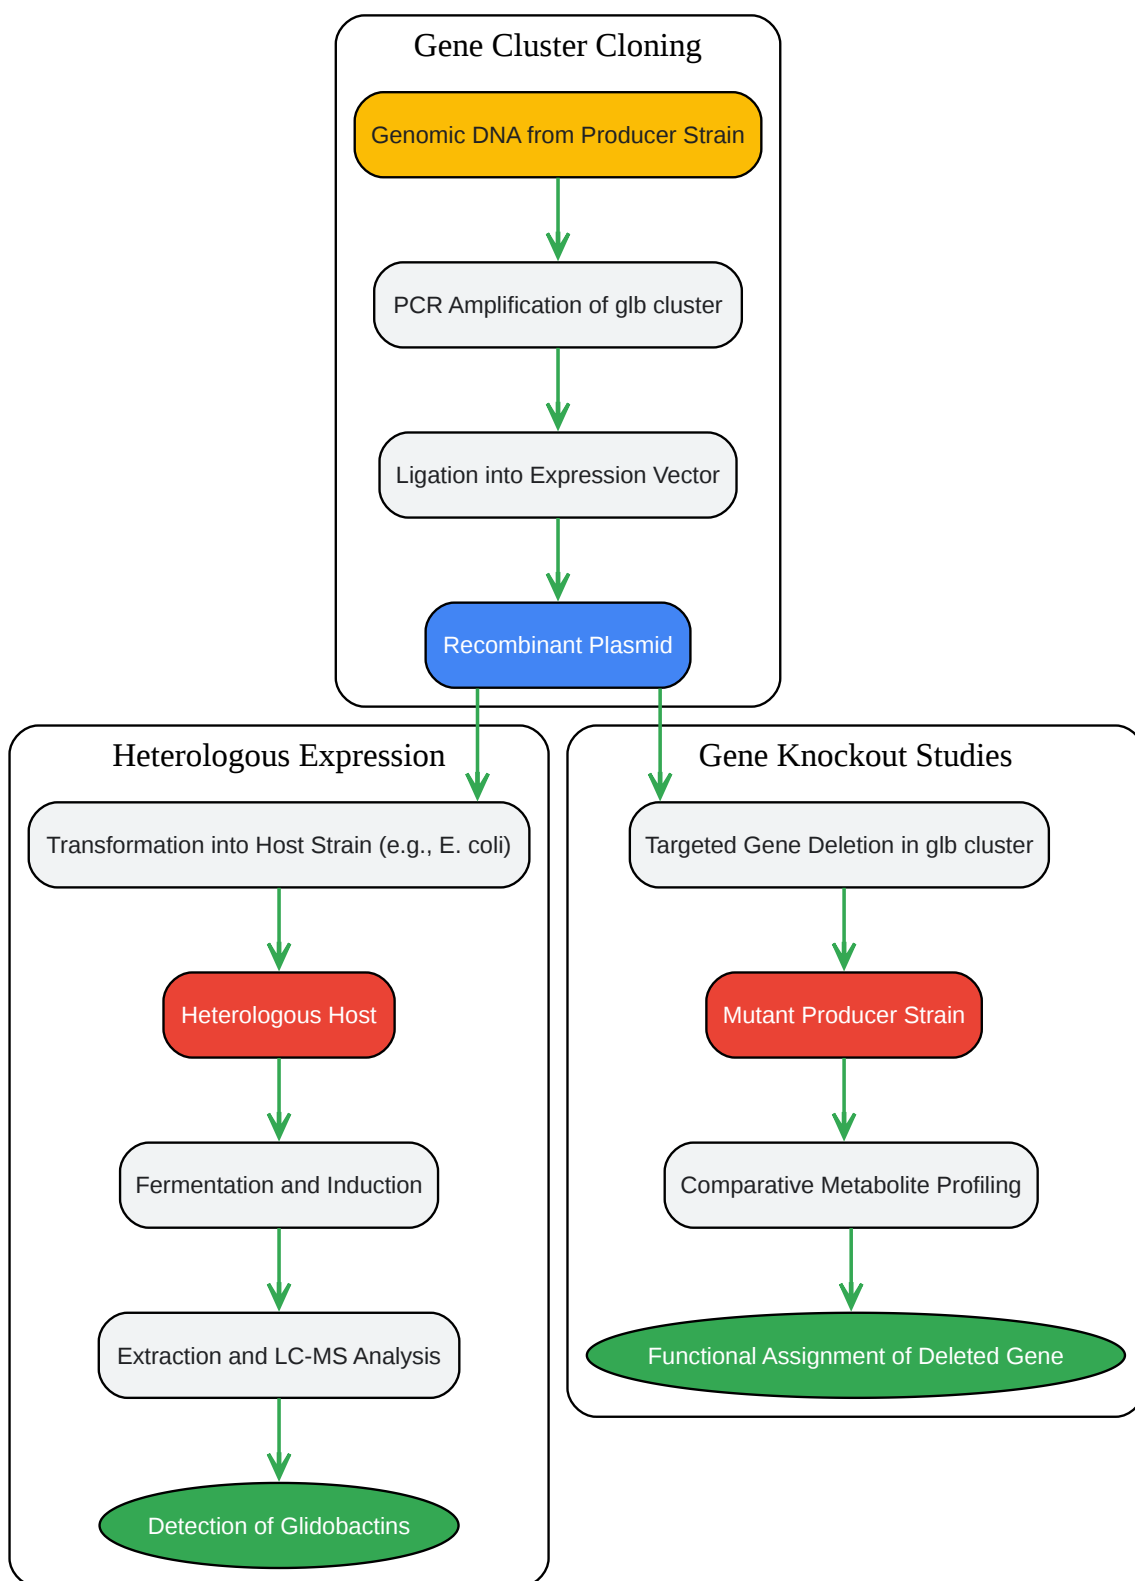 Gene Cluster Cloning
Genomic DNA from Producer Strain
PCR Amplification of glb cluster
Ligation into Expression Vector
Recombinant Plasmid
Heterologous Expression
Transformation into Host Strain (e.g., E. coli)
Heterologous Host
Fermentation and Induction
Extraction and LC-MS Analysis
Detection of Glidobactins
Gene Knockout Studies
Targeted Gene Deletion in glb cluster
Mutant Producer Strain
Comparative Metabolite Profiling
Functional Assignment of Deleted Gene